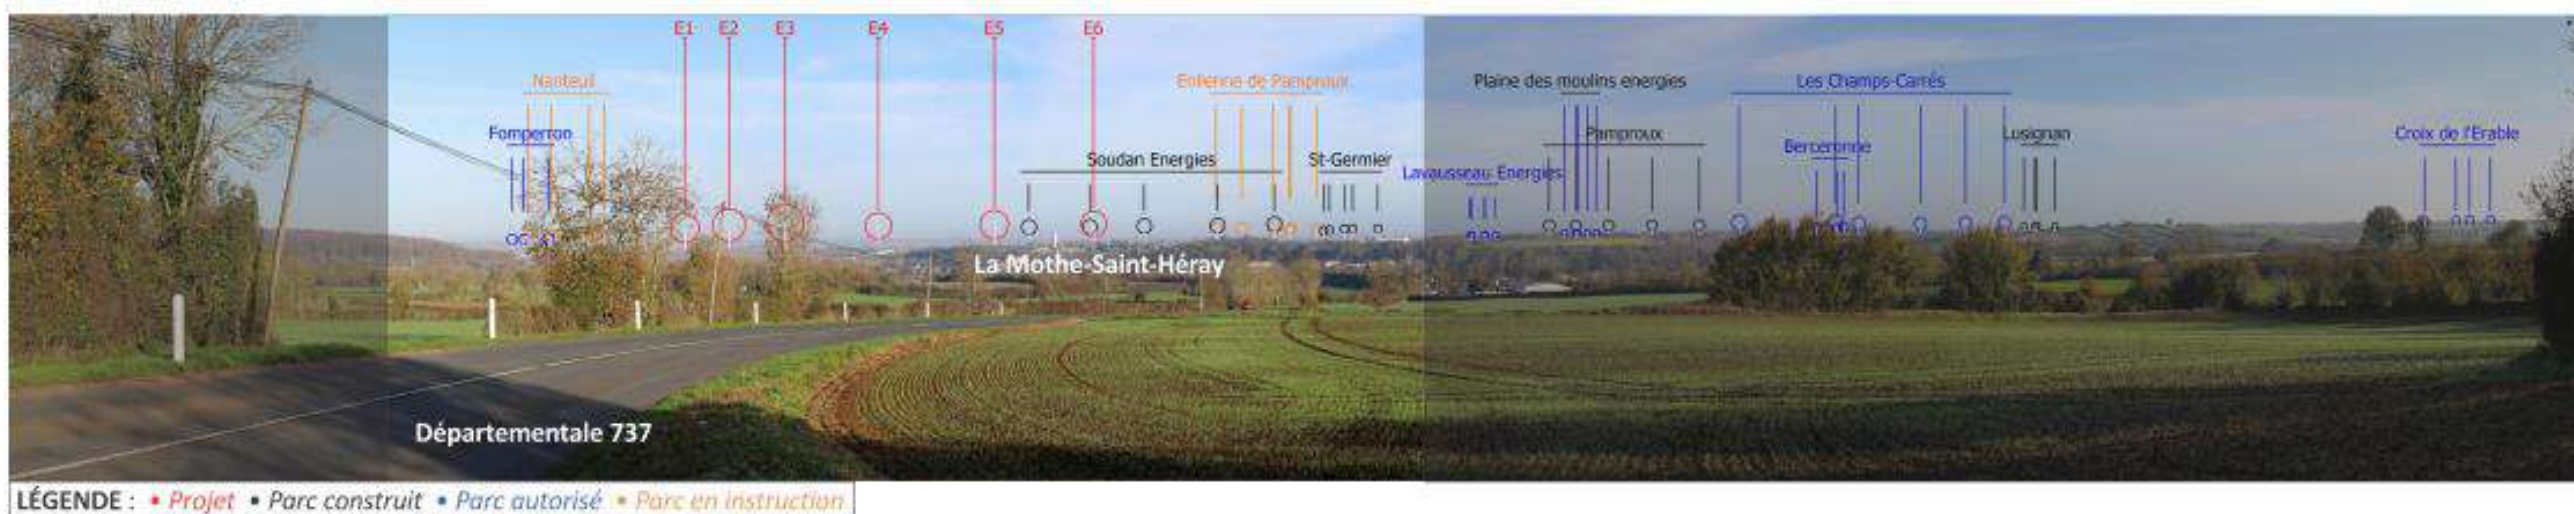 E1 E2 E3 E4 E5 E6
Nanteuil
Eolienne de Pamproux
Plaine des moulins energies
Les Champs-Carrés
Fomperron
Pamproux
Lusignan
Croix de l'Erable
Soudan Energies
St-Germier
Berceronne
Lavausseau Energies
La Mothe-Saint-Héray
Départementale 737
LÉGENDE : • Projet • Parc construit • Parc autorisé • Parc en instruction